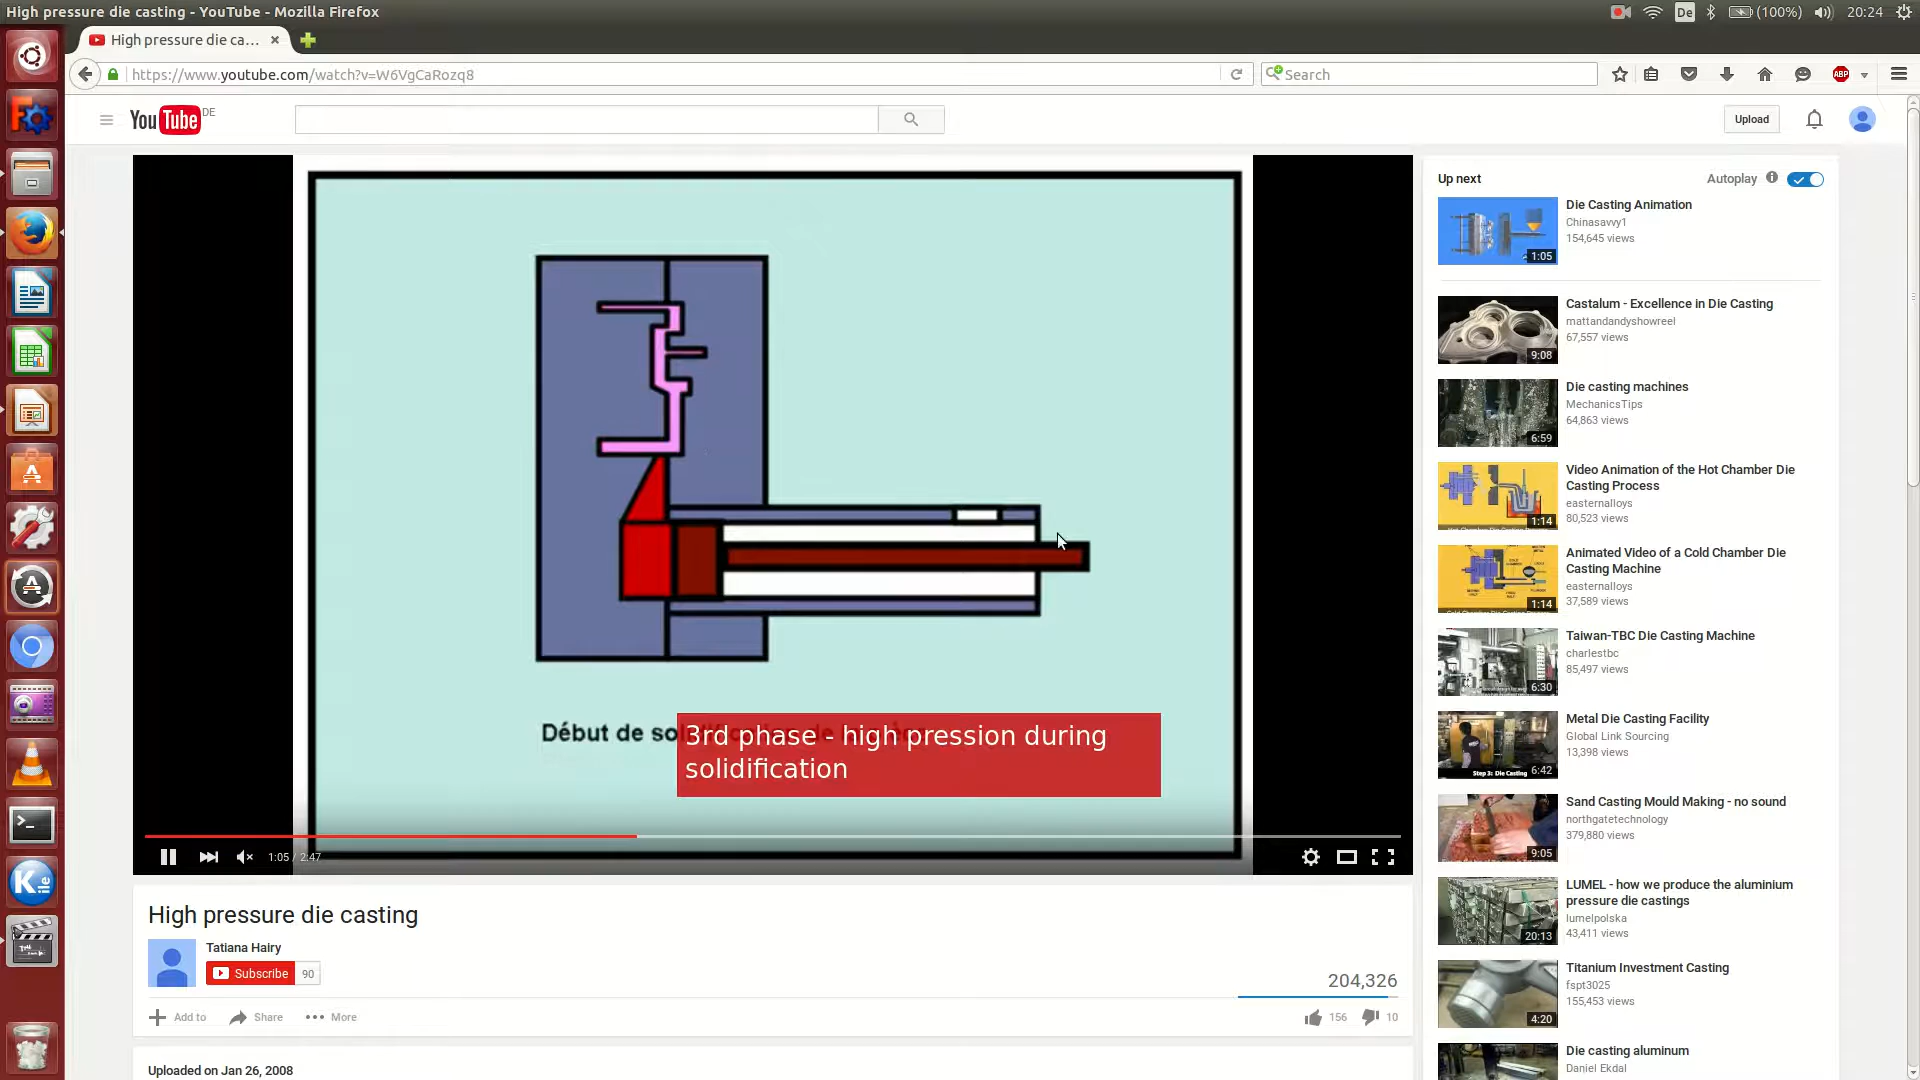 High pressure die casting - YouTube - Mozilla Firefox
De
(100%)
20:24
High pressure die ca...
https://www.youtube.com/watch?v=W6VgCaRozq8
Search
ABP
YouTube DE
Upload
Début de sol
3rd phase - high pression during
solidification
1:05 / 2:47
High pressure die casting
Tatiana Hairy
Subscribe 90
204,326
Add to
Share
More
156
10
Uploaded on Jan 26, 2008
Up next
Autoplay
Die Casting Animation
Chinasavvy1
154,645 views
1:05
Castalum - Excellence in Die Casting
mattandandyshowreel
67,557 views
9:08
Die casting machines
MechanicsTips
64,863 views
6:59
Video Animation of the Hot Chamber Die
Casting Process
easternalloys
80,523 views
1:14
Animated Video of a Cold Chamber Die
Casting Machine
easternalloys
37,589 views
1:14
Taiwan-TBC Die Casting Machine
charlestbc
85,497 views
6:30
Metal Die Casting Facility
Global Link Sourcing
13,398 views
Step 3: Die Casting
6:42
Sand Casting Mould Making - no sound
northgatetechnology
379,880 views
9:05
LUMEL - how we produce the aluminium
pressure die castings
lumelpolska
43,411 views
20:13
Titanium Investment Casting
fspt3025
155,453 views
4:20
Die casting aluminum
Daniel Ekdal